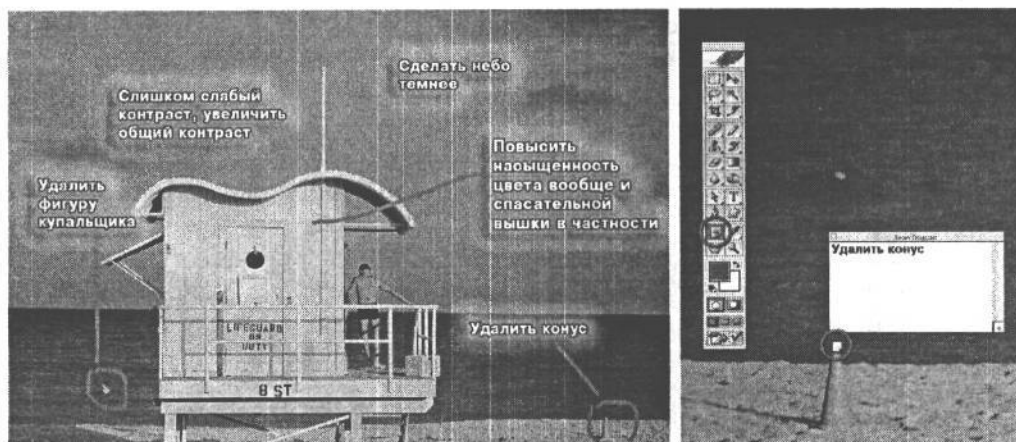 Слишком слабый
контраст, увеличить
общий контраст
Сделать небо
темнее
Повысить
насыщенность
цвета вообще и
спасательной
вышки в частности
Удалить
фигуру
купальщика
Удалить конус
LIFEGUARD
ON
DUTY
8 ST
T
Удалить конус